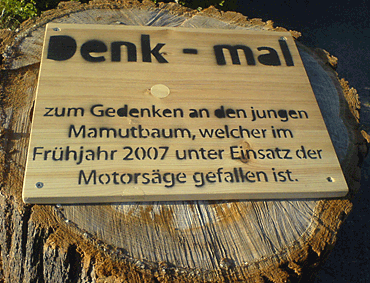 Denk - mal
zum Gedenken an den jungen
Mamutbaum, welcher im
Frühjahr 2007 unter Einsatz der
Motorsäge gefallen ist.